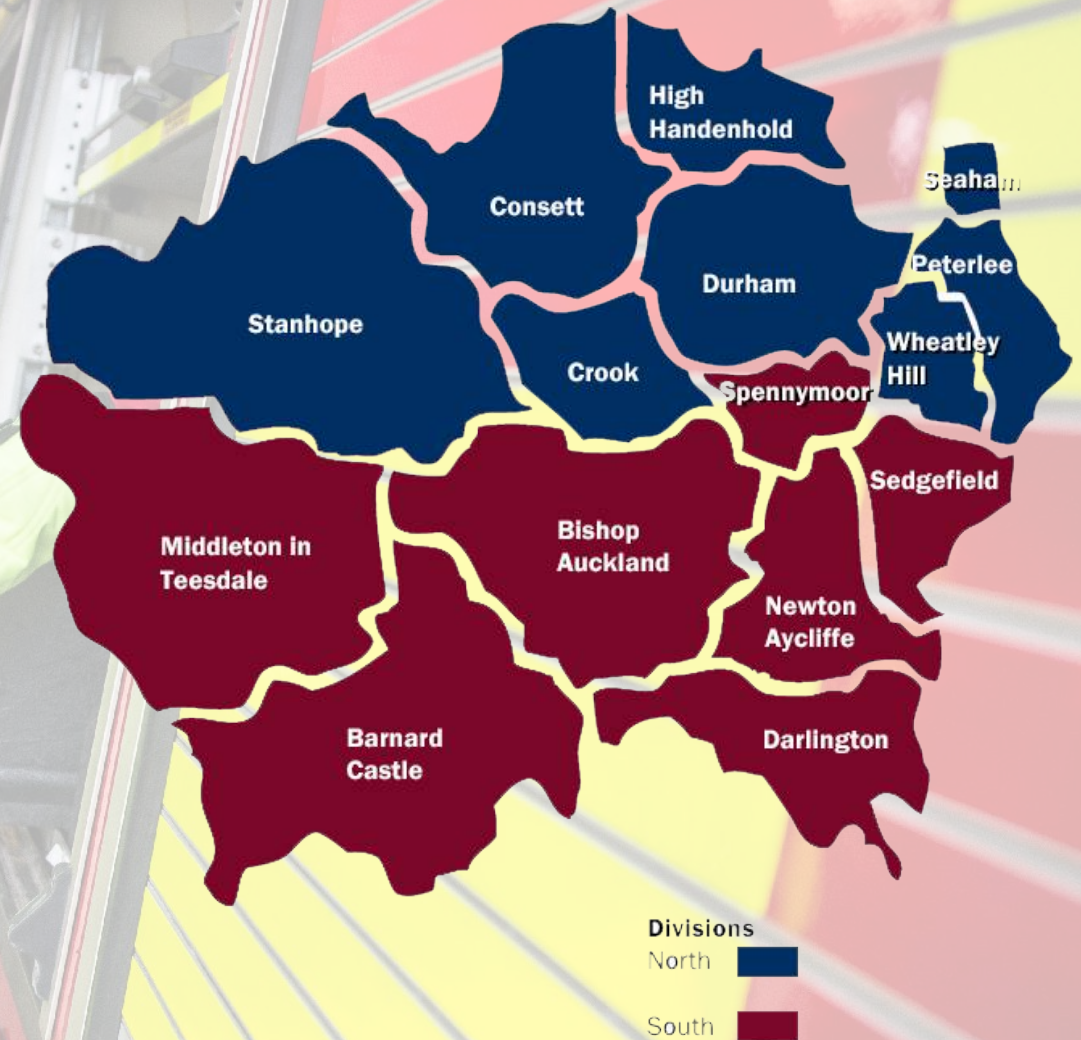 High
Handenhold
Seaham
Consett
Peterlee
Durham
Stanhope
Wheatley
Hill
Crook
Spennymoor
Sedgefield
Bishop
Auckland
Middleton in
Teesdale
Newton
Aycliffe
Barnard
Castle
Darlington
Divisions
North
South